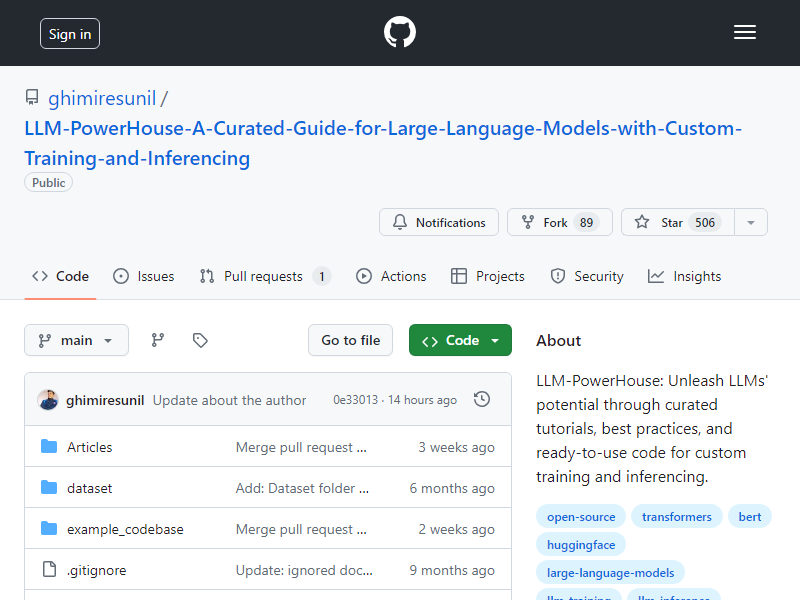 Sign in
ghimiresunil /
LLM-PowerHouse-A-Curated-Guide-for-Large-Language-Models-with-Custom-
Training-and-Inferencing
Public
Notifications Fork 89 Star 506
Code Issues Pull requests 1 Actions Projects Security Insights
main Go to file Code
ghimiresunil Update about the author 0e33013 · 14 hours ago
Articles Merge pull request ... 3 weeks ago
dataset Add: Dataset folder ... 6 months ago
example_codebase Merge pull request ... 2 weeks ago
.gitignore Update: ignored doc... 9 months ago
About
LLM-PowerHouse: Unleash LLMs'
potential through curated
tutorials, best practices, and
ready-to-use code for custom
training and inferencing.
open-source transformers bert
huggingface
large-language-models
llm-training llm-inference